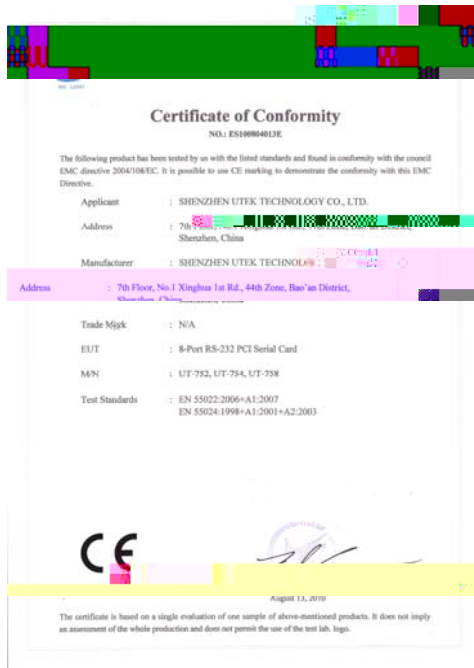 Certificate of Conformity
NO.: ES100804013E
The following product has been tested by us with the listed standards and found in conformity with the council
EMC directive 2004/108/EC. It is possible to use CE marking to demonstrate the conformity with this EMC
Directive.
Applicant : SHENZHEN UTEK TECHNOLOGY CO., LTD.
Address : 7th Floor,
Shenzhen, China
Manufacturer : SHENZHEN UTEK
Address : 7th Floor, No.1 Xinghua 1st Rd., 44th Zone, Bao'an District,
Shenzhen, China
Trade Mark : N/A
EUT : 8-Port RS-232 PCI Serial Card
M/N : UT-752, UT-754, UT-758
Test Standards : EN 55022:2006+A1:2007
EN 55024:1998+A1:2001+A2:2003
CE
August 13, 2010
The certificate is based on a single evaluation of one sample of above-mentioned products. It does not imply
an assessment of the whole production and does not permit the use of the test lab. logo.